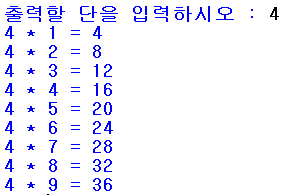 출력할 단을 입력하시오 : 4
4 * 1 = 4
4 * 2 = 8
4 * 3 = 12
4 * 4 = 16
4 * 5 = 20
4 * 6 = 24
4 * 7 = 28
4 * 8 = 32
4 * 9 = 36